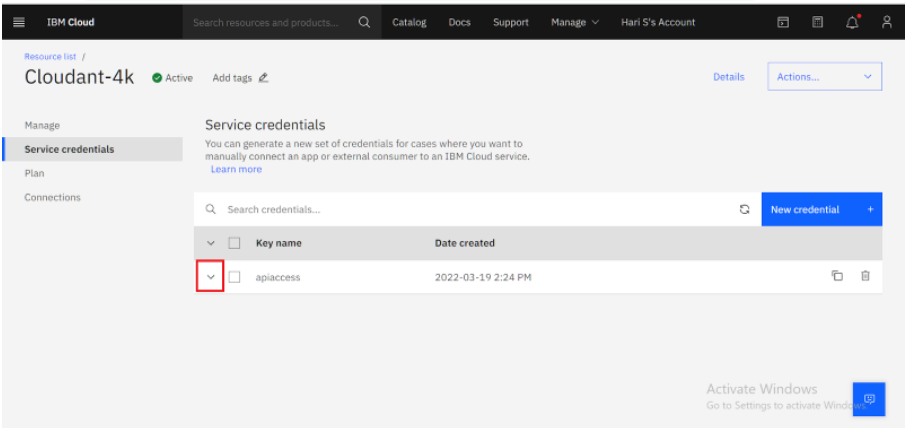 IBM Cloud
Search resources and products...
Catalog
Docs
Support
Manage
Hari S's Account
Resource list /
Cloudant-4k
Active
Add tags
Details
Actions...
Manage
Service credentials
Plan
Connections
Service credentials
You can generate a new set of credentials for cases where you want to
manually connect an app or external consumer to an IBM Cloud service.
Learn more
Search credentials...
New credential +
Key name
Date created
apiaccess
2022-03-19 2:24 PM
Activate Windows
Go to Settings to activate Windows.